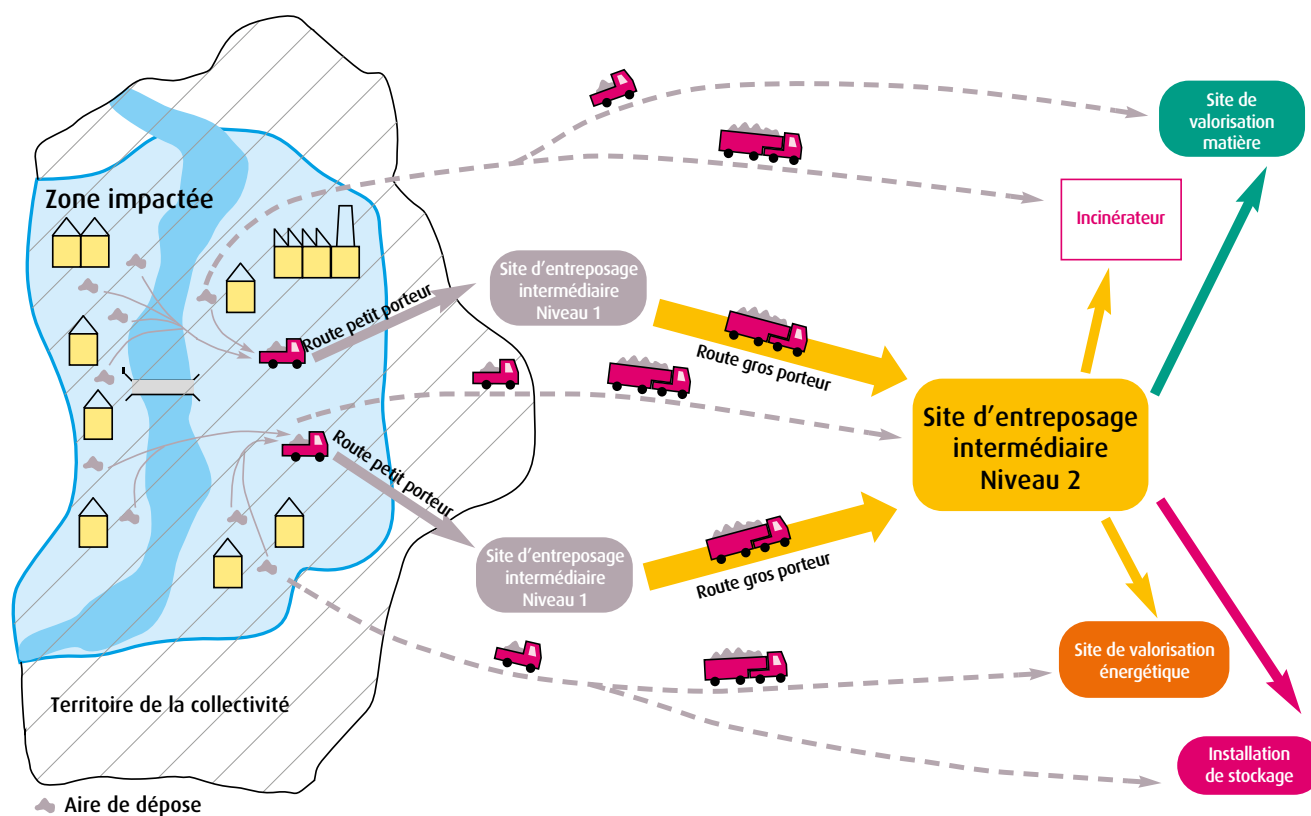 Site de
valorisation
matière
Zone impactée
Incinérateur
Site d'entreposage
intermédiaire
Niveau 1
Route petit porteur
Route gros porteur
Site d'entreposage
intermédiaire
Niveau 2
Route petit porteur
Site d'entreposage
intermédiaire
Niveau 1
Route gros porteur
Site de valorisation
énergétique
Territoire de la collectivité
Installation
de stockage
Aire de dépose